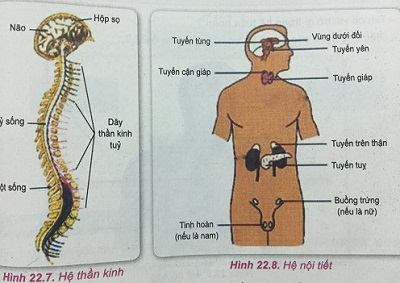 Não
Hộp sọ
sống
Dây
thần kinh
tuỷ
ột sống
Hình 22.7. Hệ thần kinh
Tuyến tùng
Vùng dưới đồi
Tuyến yên
Tuyến cận giáp
Tuyến giáp
Tuyến trên thận
Tuyến tuỵ
Buồng trứng
(nếu là nữ)
Tinh hoàn
(nếu là nam)
Hình 22.8. Hệ nội tiết